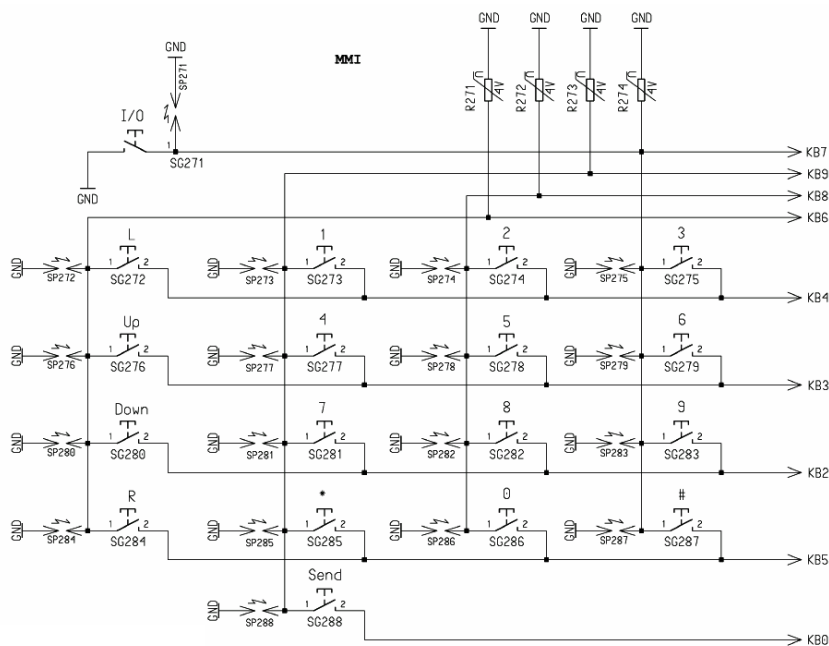 GND GND GND GND
GND MMI
SP271
R271 4V R272 4V R273 4V R274 4V
I/O
1
SG271
KB7
KB9
GND
KB8
KB6
L 1 2 3
GND SP272 1 2 SG272 GND SP273 1 2 SG273 GND SP274 1 2 SG274 GND SP275 1 2 SG275
KB4
Up 4 5 6
GND SP276 1 2 SG276 GND SP277 1 2 SG277 GND SP278 1 2 SG278 GND SP279 1 2 SG279
KB3
Down 7 8 9
GND SP280 1 2 SG280 GND SP281 1 2 SG281 GND SP282 1 2 SG282 GND SP283 1 2 SG283
KB2
R * 0 #
GND SP284 1 2 SG284 GND SP285 1 2 SG285 GND SP286 1 2 SG286 GND SP287 1 2 SG287
KB5
Send
GND SP288 1 2 SG288
KB0